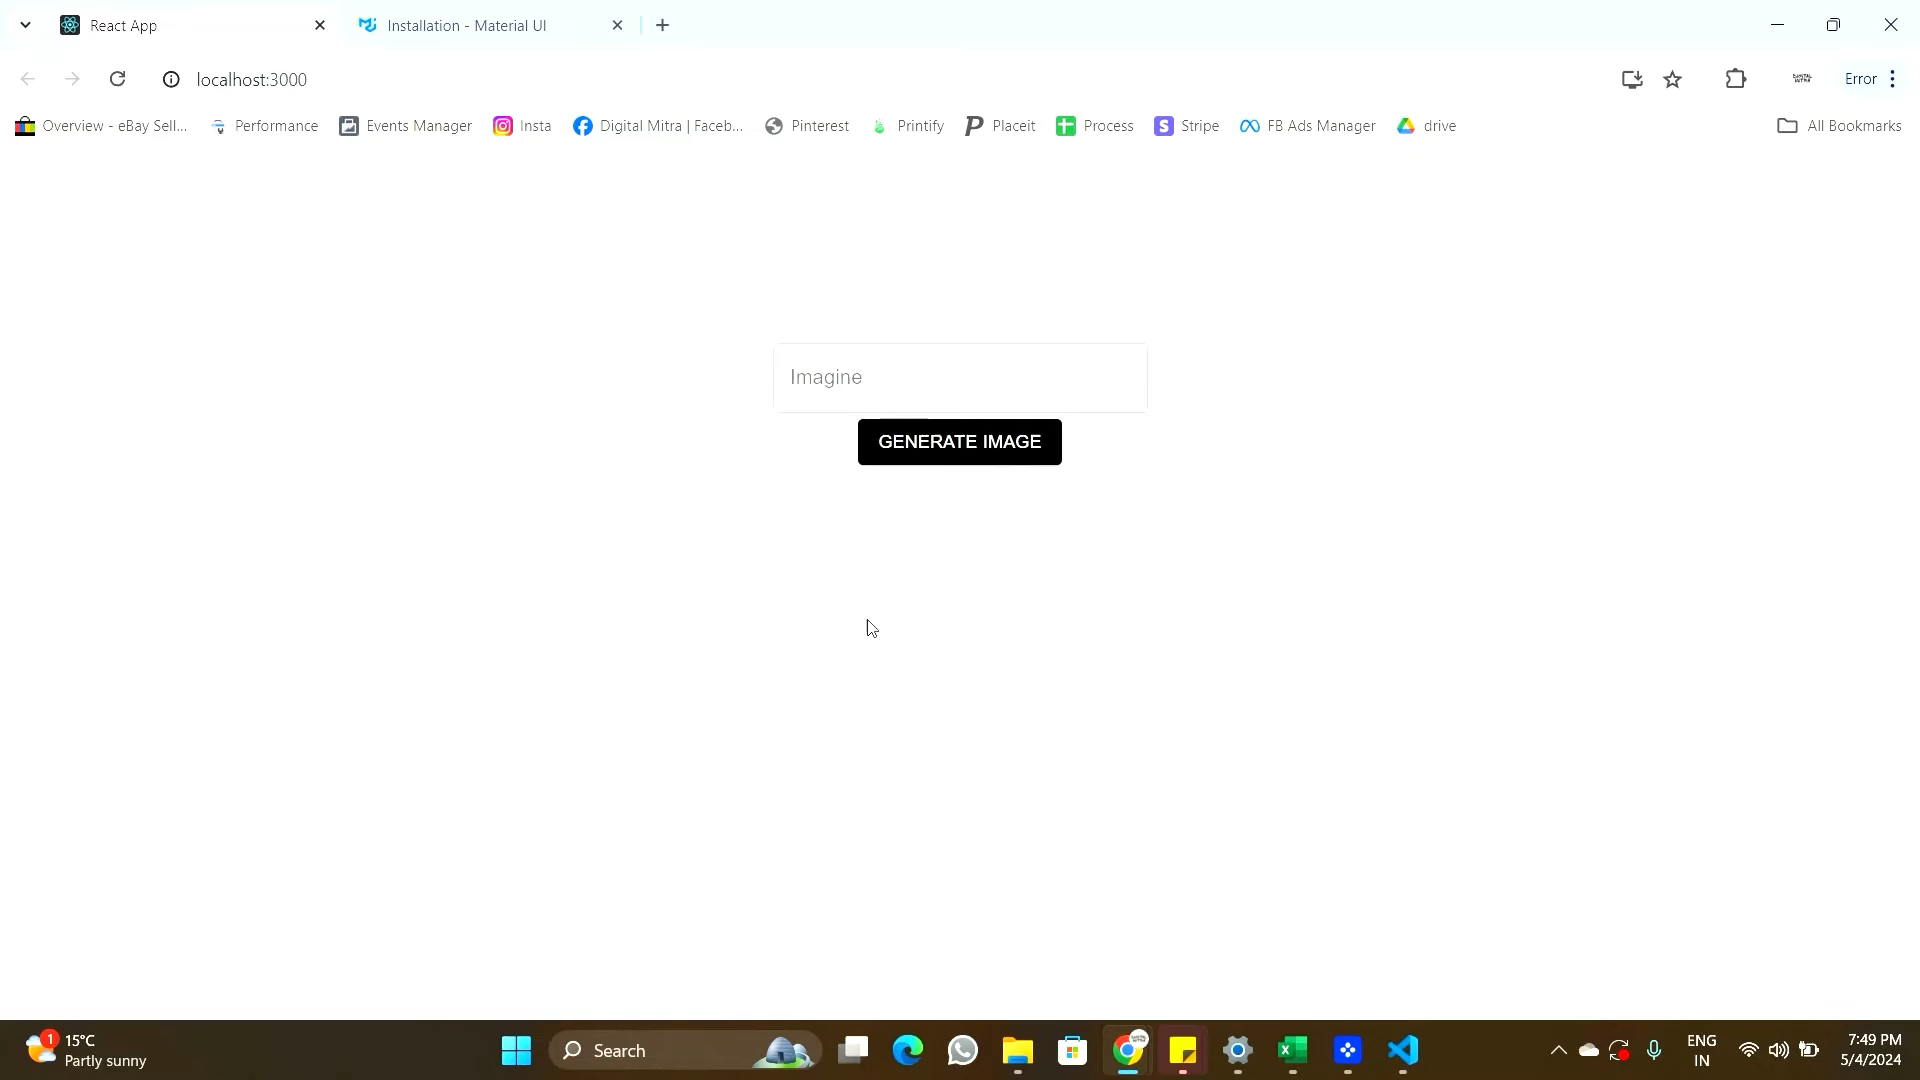 React App
Installation - Material UI
localhost:3000
Error
Overview - eBay Sell...
Performance
Events Manager
Insta
Digital Mitra | Faceb...
Pinterest
Printify
Placeit
Process
Stripe
FB Ads Manager
drive
All Bookmarks
Imagine
GENERATE IMAGE
1
15°C
Partly sunny
Search
ENG
IN
7:49 PM
5/4/2024